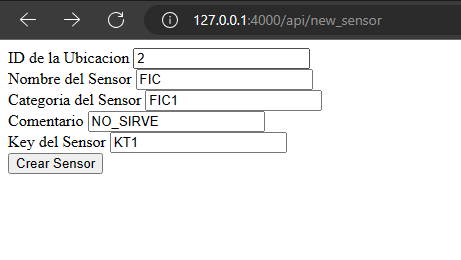 127.0.0.1:4000/api/new_sensor
ID de la Ubicacion 2
Nombre del Sensor FIC
Categoria del Sensor FIC1
Comentario NO_SIRVE
Key del Sensor KT1
Crear Sensor